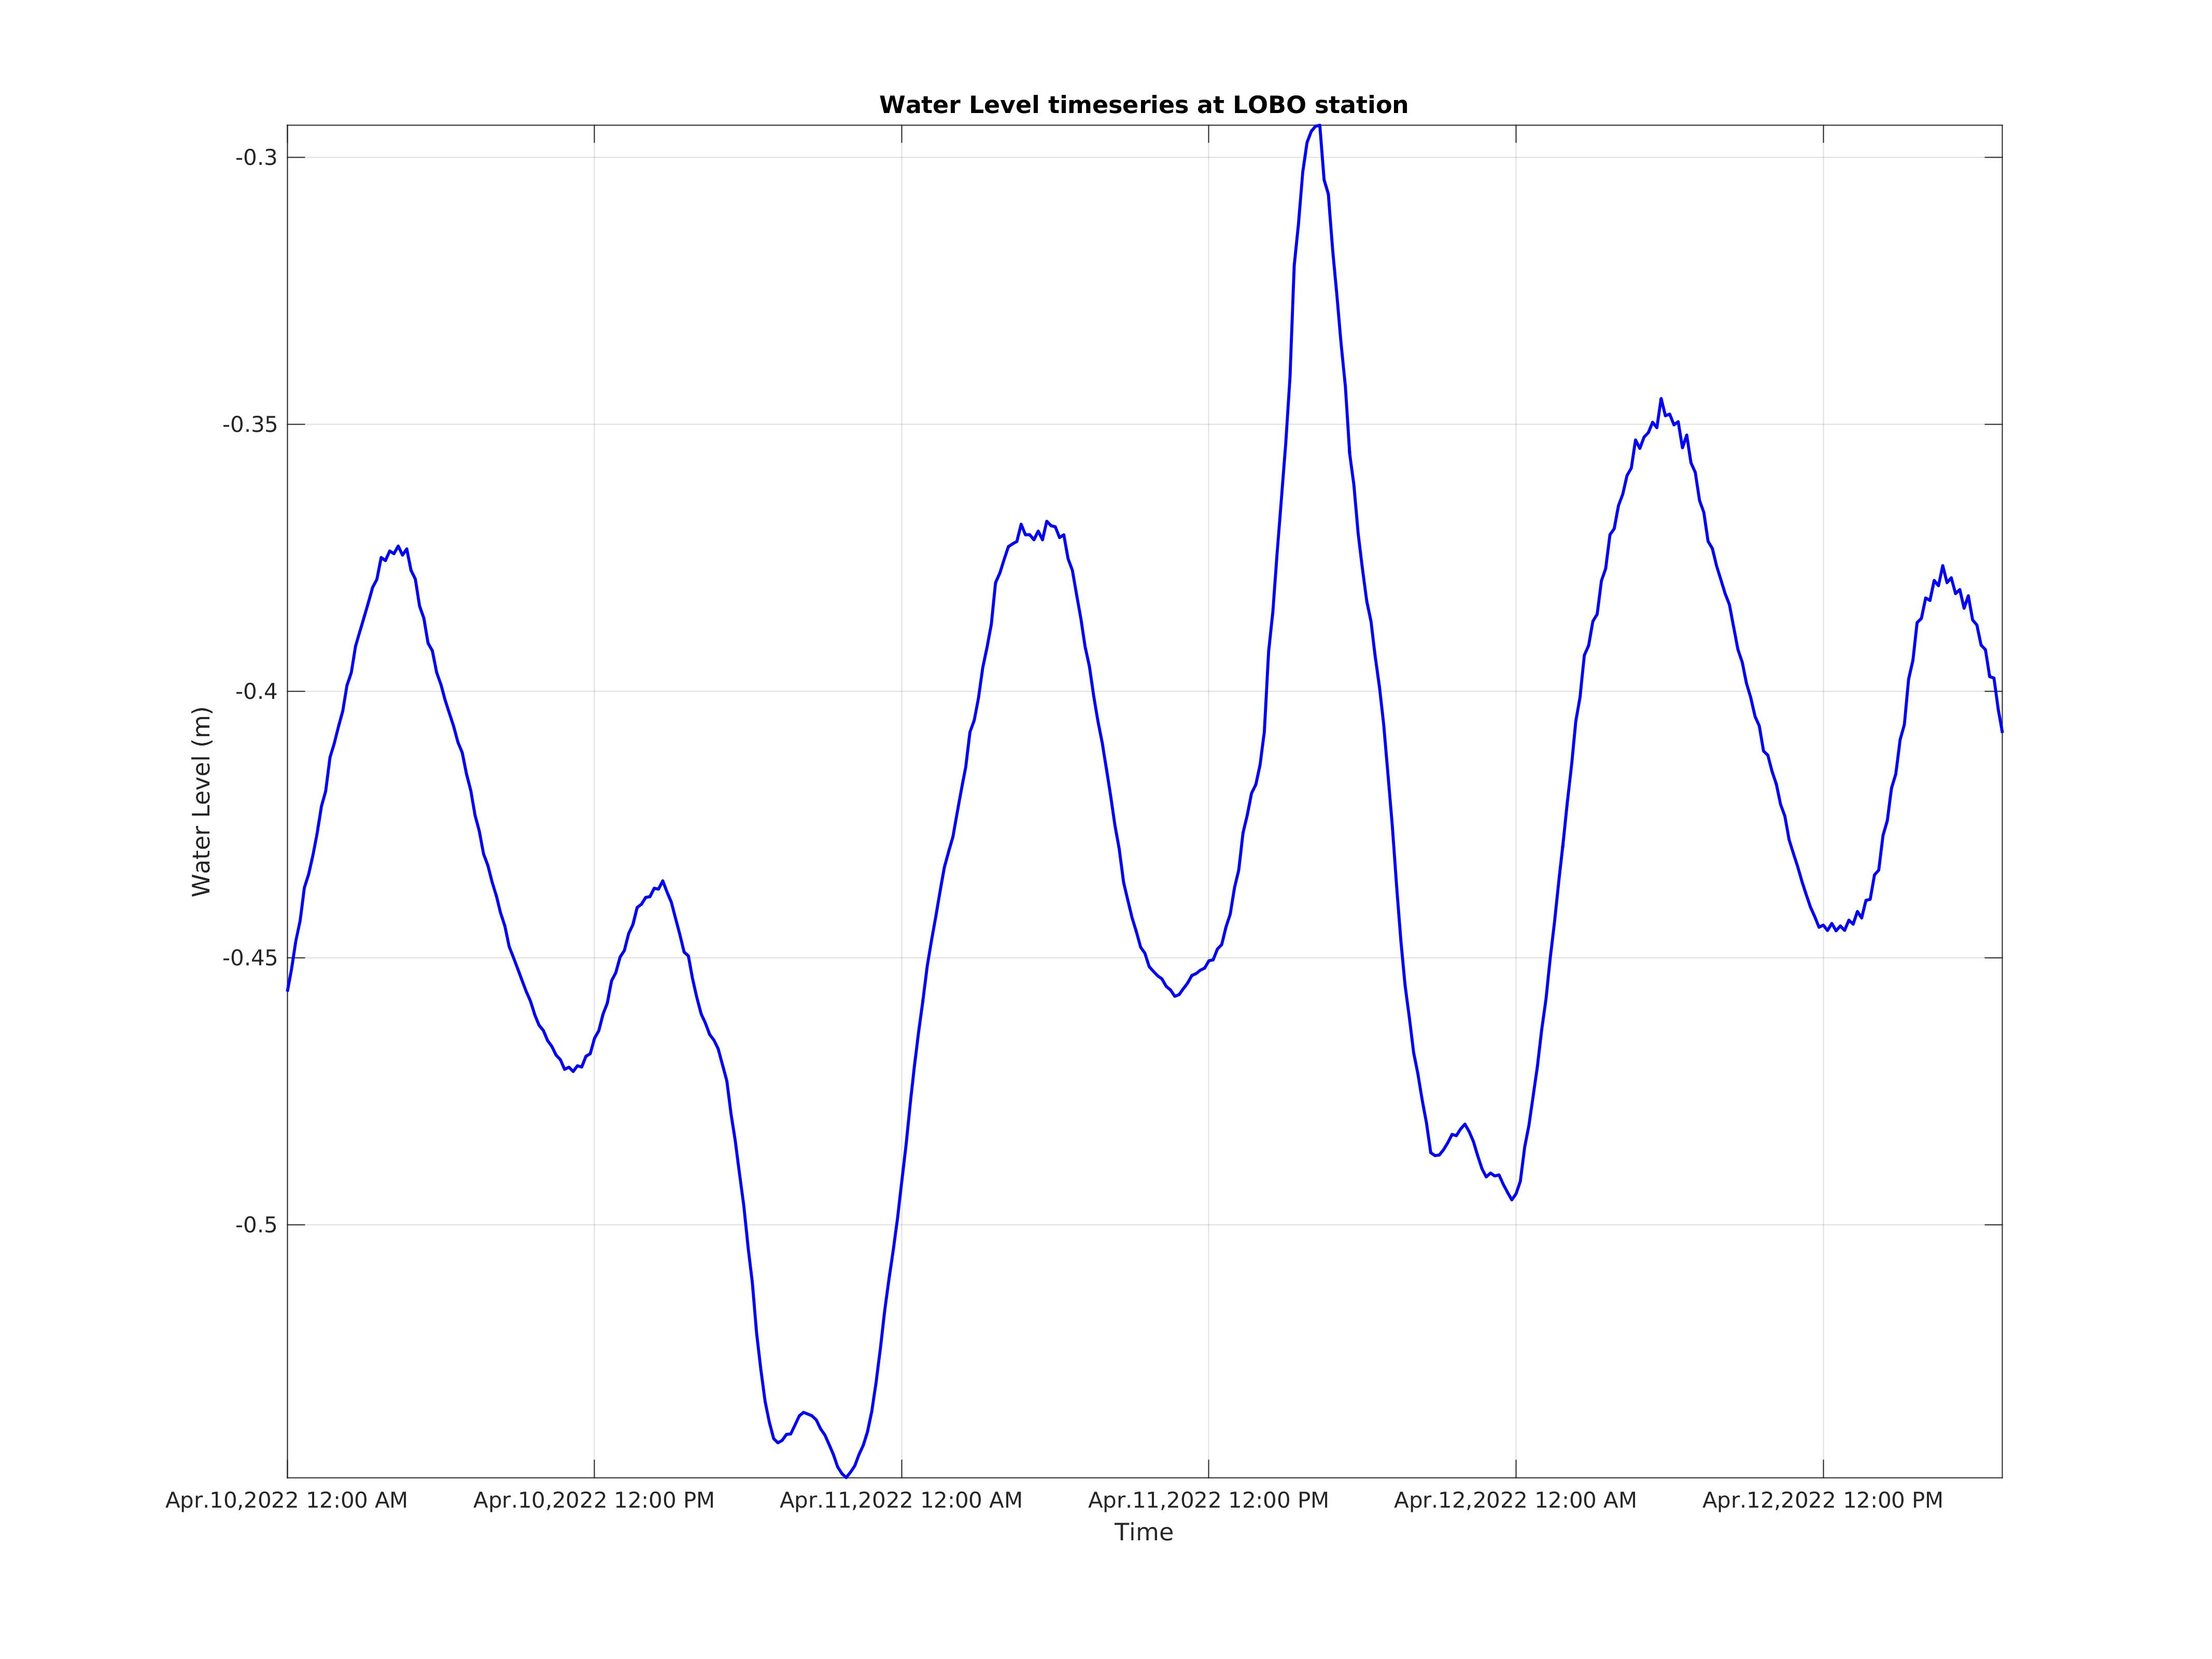 Water Level timeseries at LOBO station
-0.3
-0.35
-0.4
-0.45
-0.5
Water Level (m)
Apr.10,2022 12:00 AM
Apr.10,2022 12:00 PM
Apr.11,2022 12:00 AM
Apr.11,2022 12:00 PM
Apr.12,2022 12:00 AM
Apr.12,2022 12:00 PM
Time